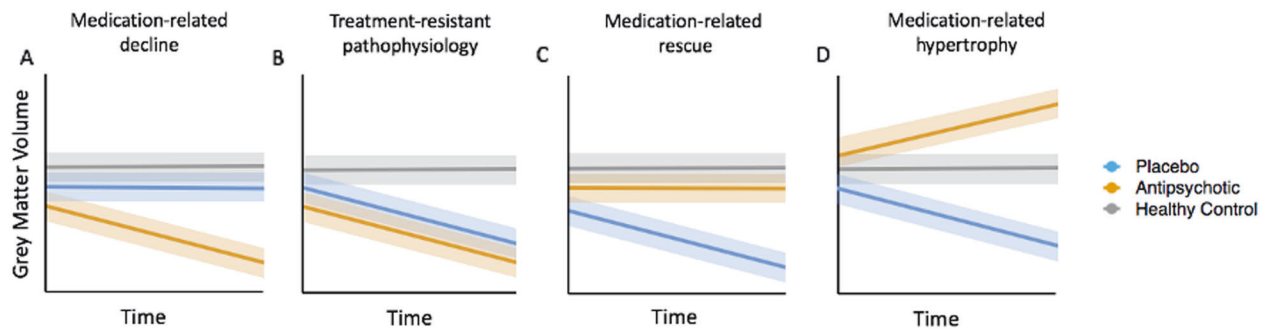 Medication-related
decline
Treatment-resistant
pathophysiology
Medication-related
rescue
Medication-related
hypertrophy
A
B
C
D
Grey Matter Volume
Time
Time
Time
Time
Placebo
Antipsychotic
Healthy Control